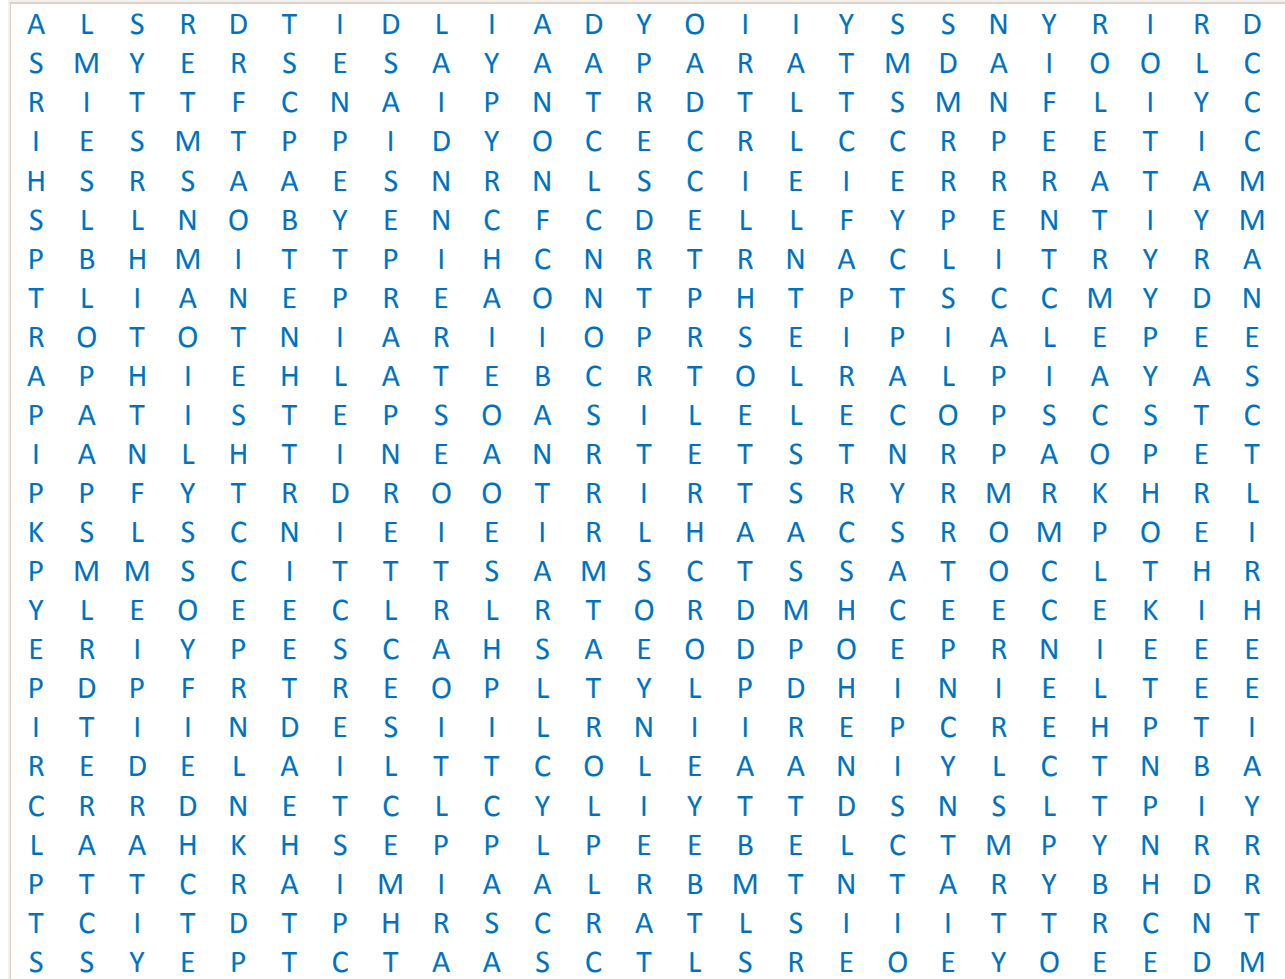 A L S R D T I D L I A D Y O I I Y S S N Y R I R D
S M Y E R S E S A Y A A P A R A T M D A I O O L C
R I T T F C N A I P N T R D T L T S M N F L I Y C
I E S M T P P I D Y O C E C R L C C R P E E T I C
H S R S A A E S N R N L S C I E I E R R R A T A M
S L L N O B Y E N C F C D E L L F Y P E N T I Y M
P B H M I T T P I H C N R T R N A C L I T R Y R A
T L I A N E P R E A O N T P H T P T S C C M Y D N
R O T O T N I A R I I O P R S E I P I A L E P E E
A P H I E H L A T E B C R T O L R A L P I A Y A S
P A T I S T E P S O A S I L E L E C O P S C S T C
I A N L H T I N E A N R T E T S T N R P A O P E T
P P F Y T R D R O O T R I R T S R Y R M R K H R L
K S L S C N I E I E I R L H A A C S R O M P O E I
P M M S C I T T T S A M S C T S S A T O C L T H R
Y L E O E E C L R L R T O R D M H C E E C E K I H
E R I Y P E S C A H S A E O D P O E P R N I E E E
P D P F R T R E O P L T Y L P D H I N I E L T E E
I T I I N D E S I I L R N I I R E P C R E H P T I
R E D E L A I L T T C O L E A A N I Y L C T N B A
C R R D N E T C L C Y L I Y T T D S N S L T P I Y
L A A H K H S E P P L P E E B E L C T M P Y N R R
P T T C R A I M I A A L R B M T N T A R Y B H D R
T C I T D T P H R S C R A T L S I I I T T R C N T
S S Y E P T C T A A S C T L S R E O E Y O E E D M